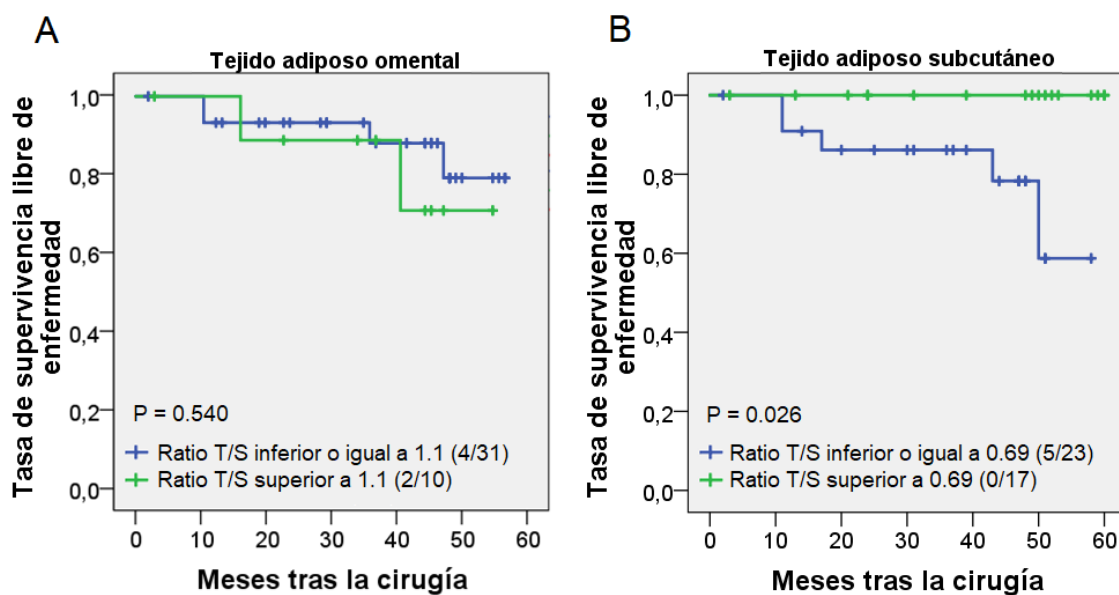 A
Tejido adiposo omental
Tasa de supervivencia libre de
enfermedad
1,0
0,8
0,6
0,4
0,2
0,0
P = 0.540
Ratio T/S inferior o igual a 1.1 (4/31)
Ratio T/S superior a 1.1 (2/10)
0 10 20 30 40 50 60
Meses tras la cirugía
B
Tejido adiposo subcutáneo
Tasa de supervivencia libre de
enfermedad
1,0
0,8
0,6
0,4
0,2
0,0
P = 0.026
Ratio T/S inferior o igual a 0.69 (5/23)
Ratio T/S superior a 0.69 (0/17)
0 10 20 30 40 50 60
Meses tras la cirugía